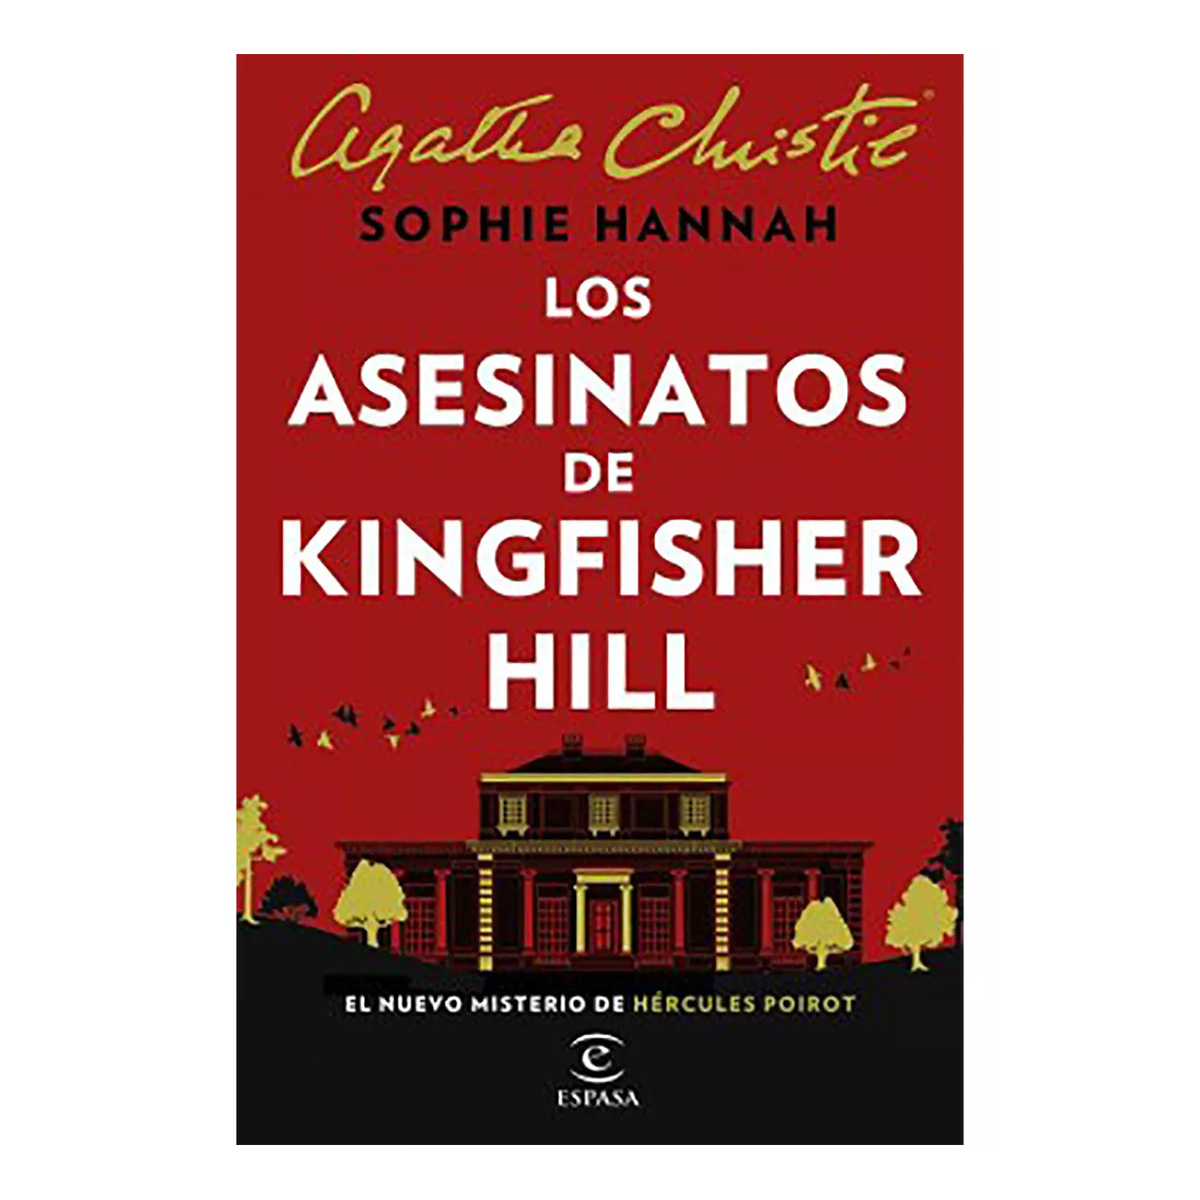 Agatha Christie®
SOPHIE HANNAH
LOS
ASESINATOS
DE
KINGFISHER
HILL
EL NUEVO MISTERIO DE HÉRCULES POIROT
e
ESPASA